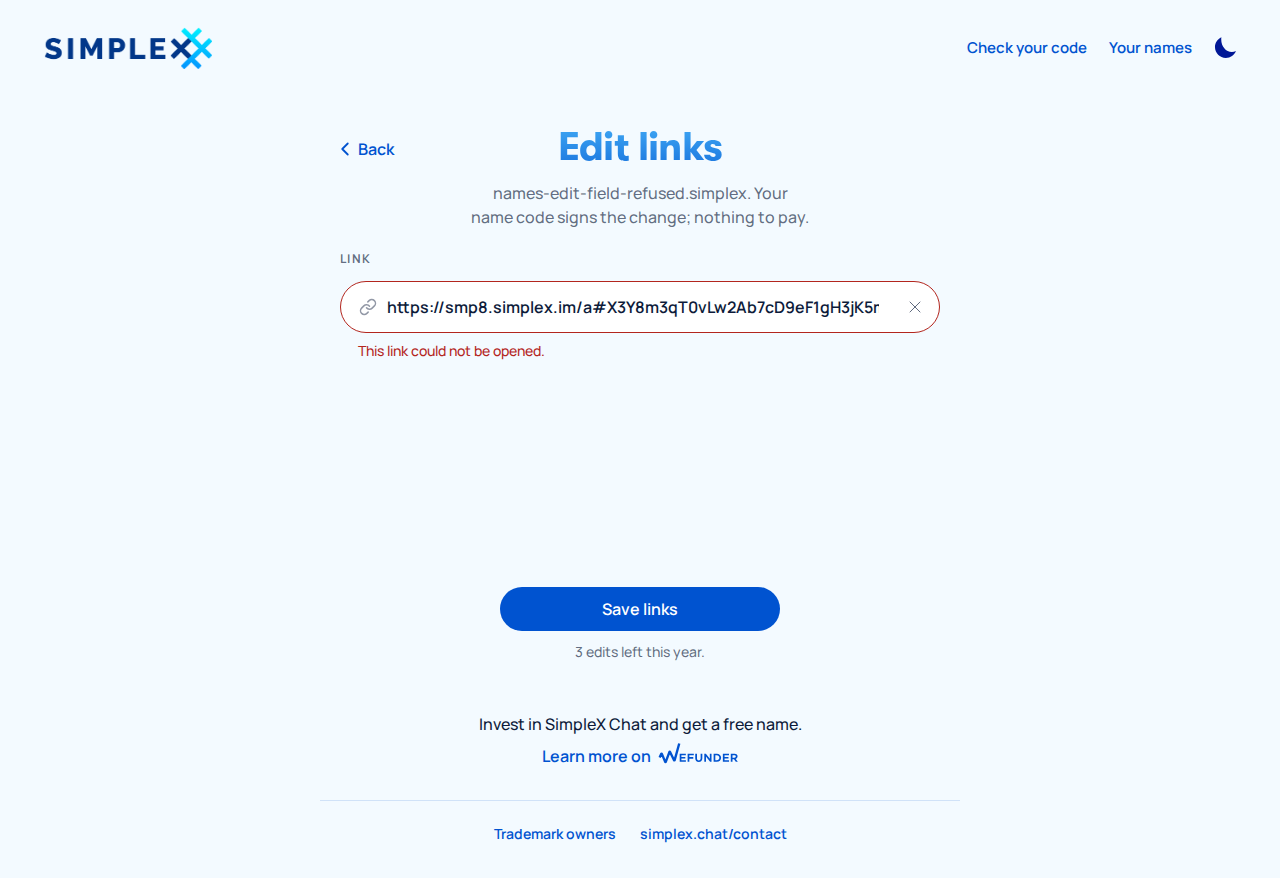 SIMPLEX
Check your code
Your names
Back
Edit links
names-edit-field-refused.simplex. Your
name code signs the change; nothing to pay.
LINK
https://smp8.simplex.im/a#X3Y8m3qT0vLw2Ab7cD9eF1gH3jK5r
This link could not be opened.
Save links
3 edits left this year.
Invest in SimpleX Chat and get a free name.
Learn more on WEFUNDER
Trademark owners
simplex.chat/contact